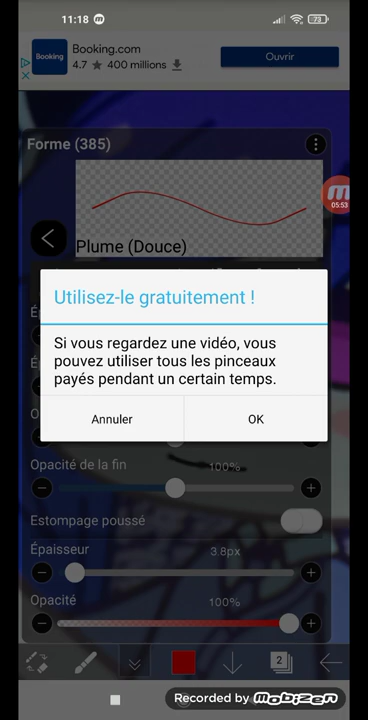 11:18
73
Booking.com
Booking
4.7 ★ 400 millions
Ouvrir
Forme (385)
05:53
Plume (Douce)
Utilisez-le gratuitement !
Si vous regardez une vidéo, vous
pouvez utiliser tous les pinceaux
payés pendant un certain temps.
Annuler
OK
Opacité de la fin
100%
Estompage poussé
Épaisseur
3.8px
Opacité
100%
2
Recorded by Mobizen